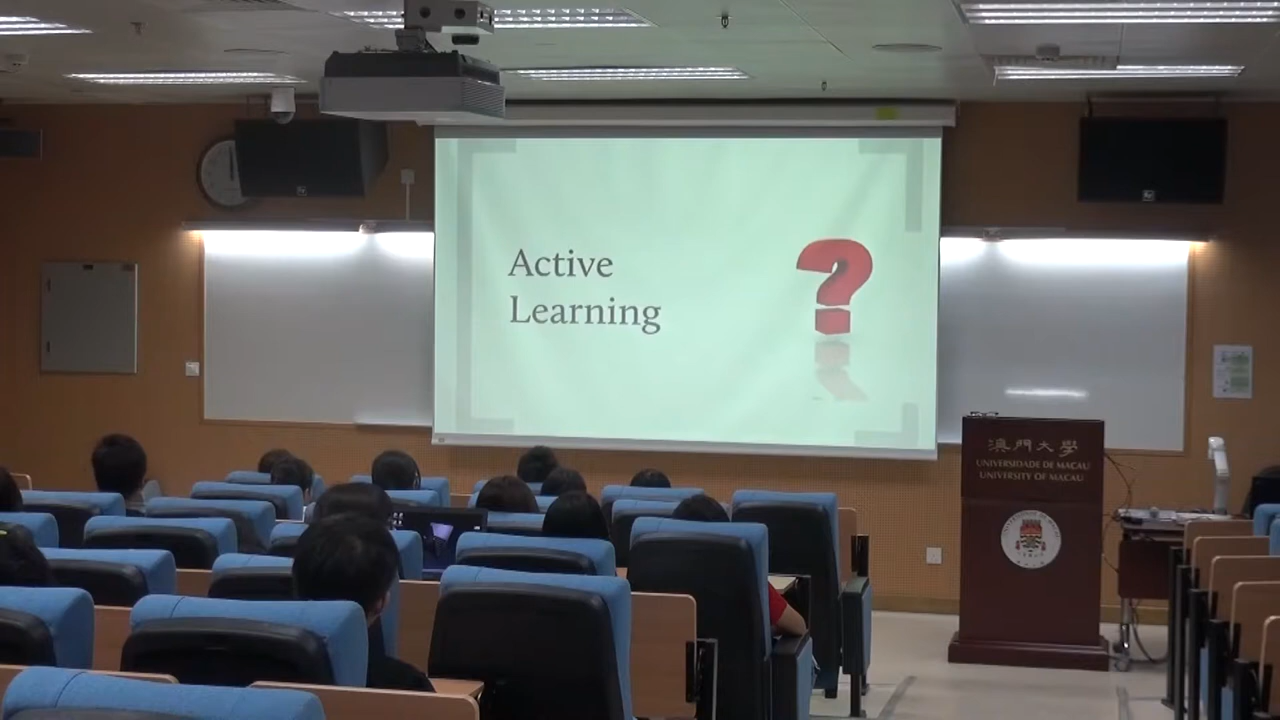 Active
Learning
?
澳門大學
UNIVERSIDADE DE MACAU
UNIVERSITY OF MACAU